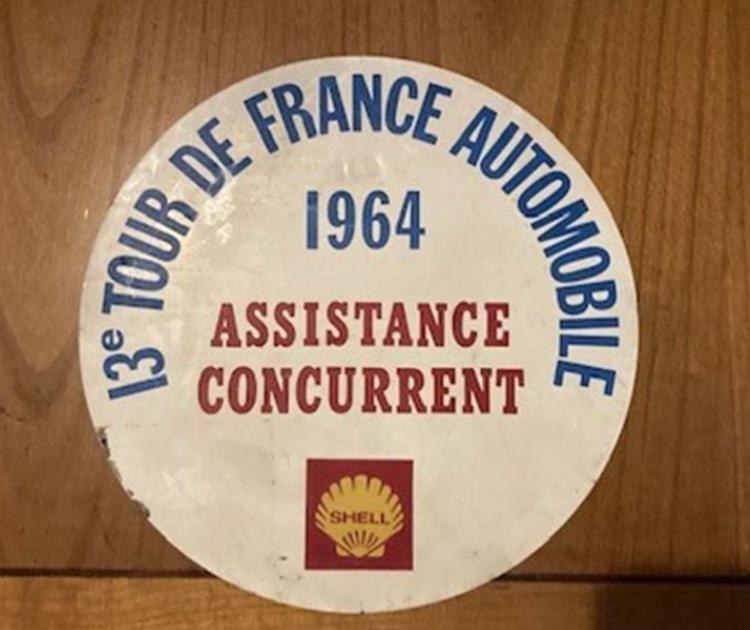 13e TOUR DE FRANCE AUTOMOBILE
1964
ASSISTANCE
CONCURRENT
SHELL